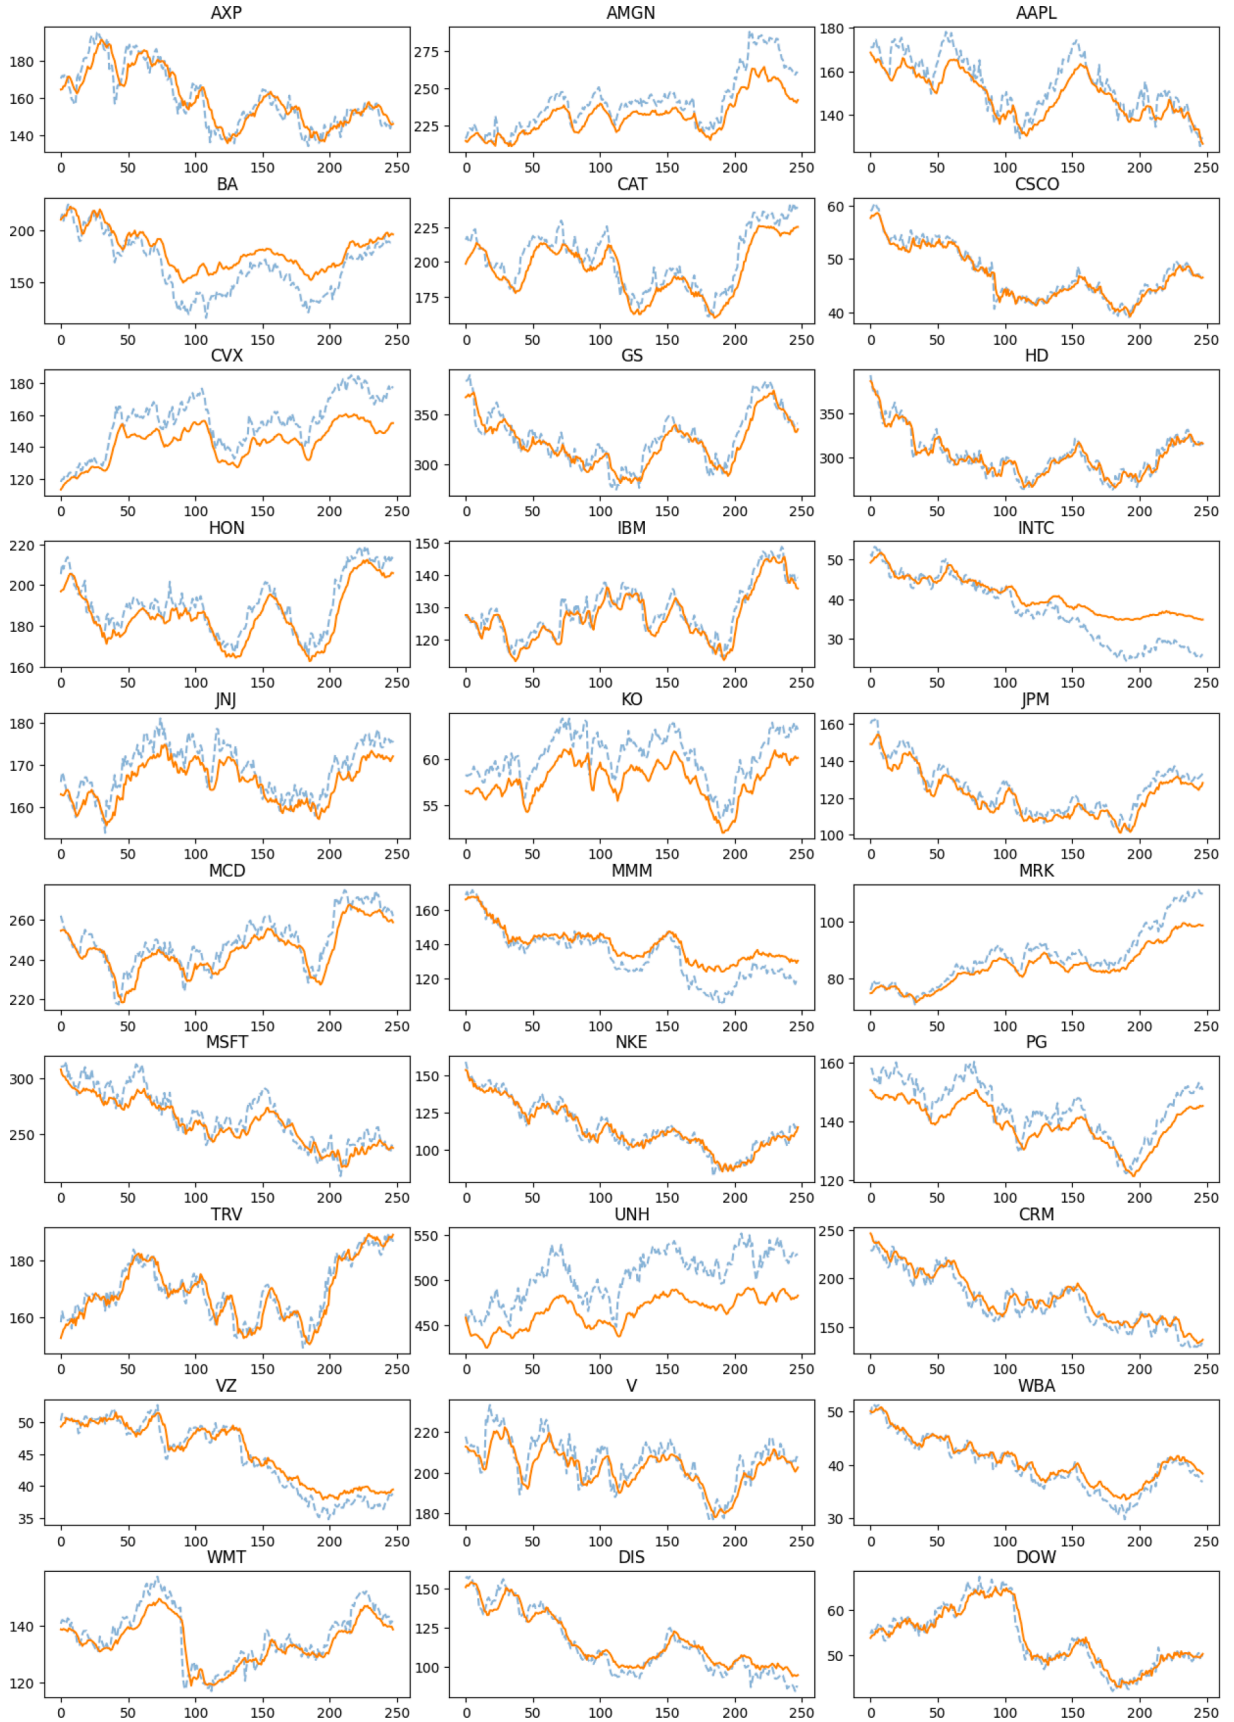 AXP AMGN AAPL
180 160 140
275 250 225
180 160 140
0 50 100 150 200 250 0 50 100 150 200 250 0 50 100 150 200 250
BA CAT CSCO
200 150
225 200 175
60 50 40
0 50 100 150 200 250 0 50 100 150 200 250 0 50 100 150 200 250
CVX GS HD
180 160 140 120
350 300
350 300
0 50 100 150 200 250 0 50 100 150 200 250 0 50 100 150 200 250
HON IBM INTC
220 200 180 160
150 140 130 120
50 40 30
0 50 100 150 200 250 0 50 100 150 200 250 0 50 100 150 200 250
JNJ KO JPM
180 170 160
60 55
160 140 120 100
0 50 100 150 200 250 0 50 100 150 200 250 0 50 100 150 200 250
MCD MMM MRK
260 240 220
160 140 120
100 80
0 50 100 150 200 250 0 50 100 150 200 250 0 50 100 150 200 250
MSFT NKE PG
300 250
150 125 100
160 140 120
0 50 100 150 200 250 0 50 100 150 200 250 0 50 100 150 200 250
TRV UNH CRM
180 160
550 500 450
250 200 150
0 50 100 150 200 250 0 50 100 150 200 250 0 50 100 150 200 250
VZ V WBA
50 45 40 35
220 200 180
50 40 30
0 50 100 150 200 250 0 50 100 150 200 250 0 50 100 150 200 250
WMT DIS DOW
140 120
150 125 100
60 50
0 50 100 150 200 250 0 50 100 150 200 250 0 50 100 150 200 250